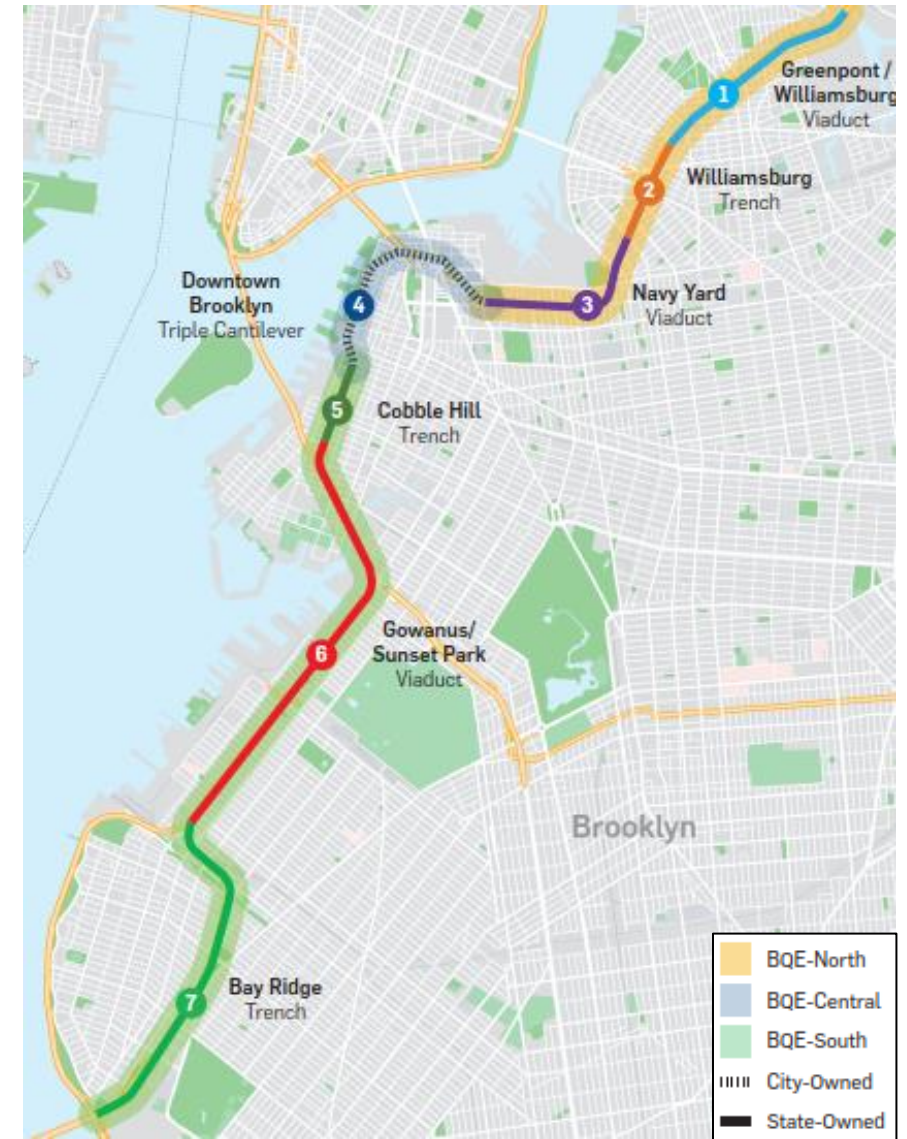 Greenpont /
Williamsburg
Viaduct
1
Williamsburg
Trench
2
Navy Yard
Viaduct
3
Downtown
Brooklyn
Triple Cantilever
4
Cobble Hill
Trench
5
Gowanus/
Sunset Park
Viaduct
6
Brooklyn
Bay Ridge
Trench
7
BQE-North
BQE-Central
BQE-South
City-Owned
State-Owned